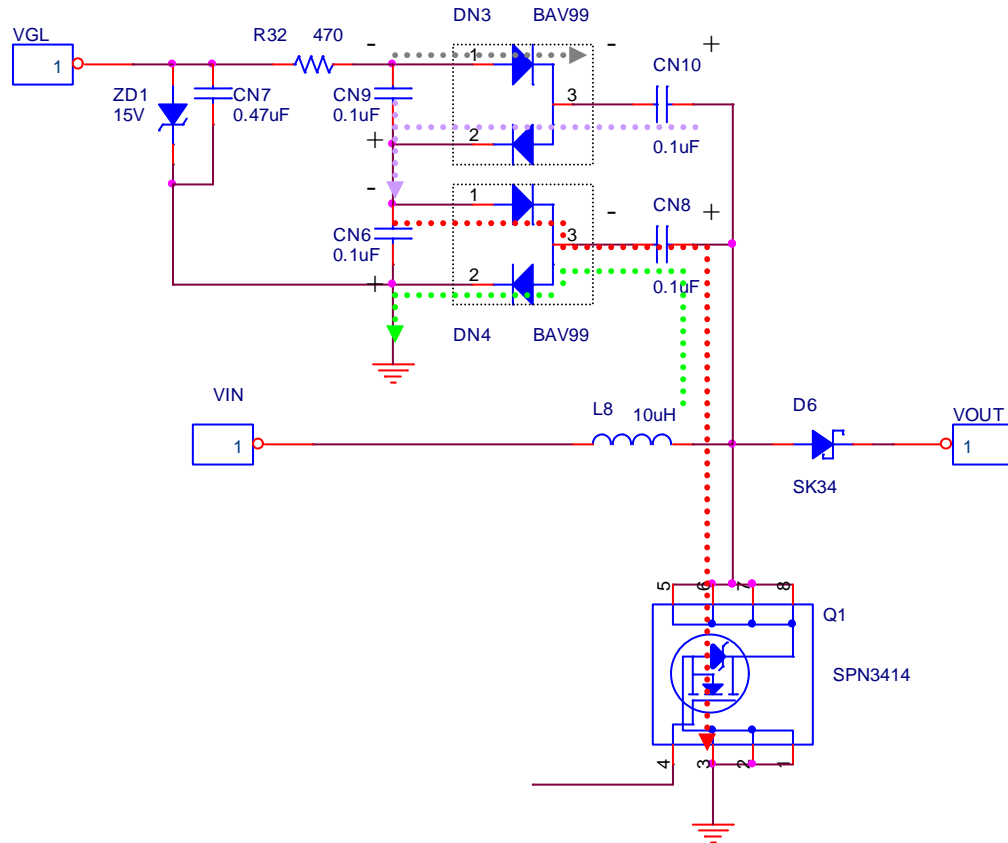 DN3 BAV99
VGL
1
R32 470
- 1 - +
CN10
ZD1
15V
CN7
0.47uF
CN9
0.1uF
3
+ 2
0.1uF
- 1 - CN8 +
CN6
0.1uF
3
+ 2
0.1uF
DN4 BAV99
VIN
1
L8 10uH
D6
VOUT
1
SK34
5 6 7 8
Q1
SPN3414
4 3 2 1